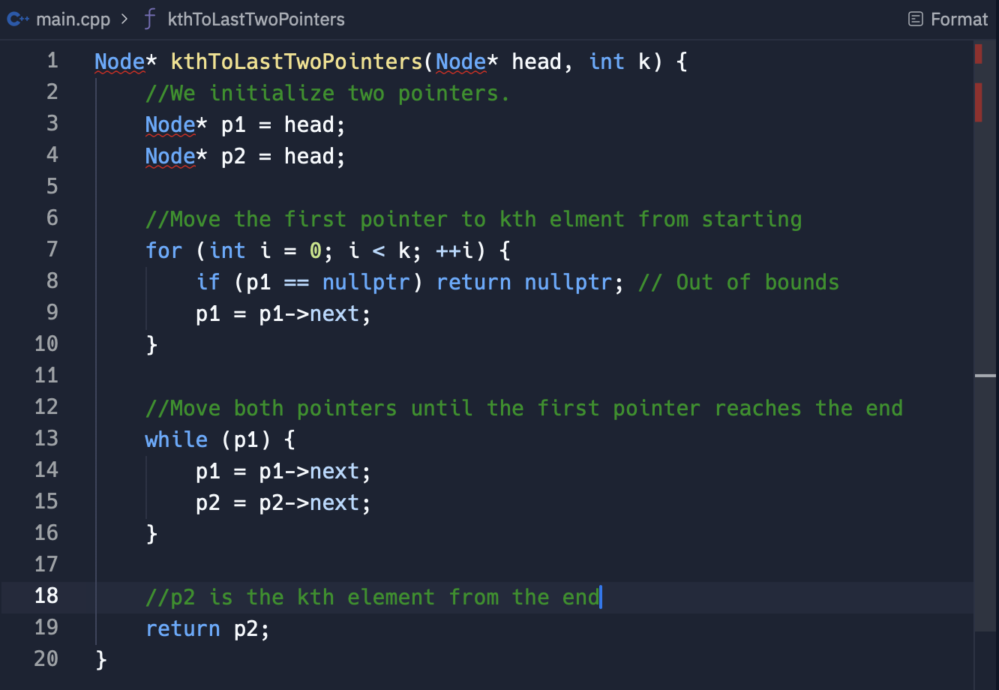 C++ main.cpp > ƒ kthToLastTwoPointers Format
1 Node* kthToLastTwoPointers(Node* head, int k) {
2     //We initialize two pointers.
3     Node* p1 = head;
4     Node* p2 = head;
5
6     //Move the first pointer to kth elment from starting
7     for (int i = 0; i < k; ++i) {
8         if (p1 == nullptr) return nullptr; // Out of bounds
9         p1 = p1->next;
10     }
11
12     //Move both pointers until the first pointer reaches the end
13     while (p1) {
14         p1 = p1->next;
15         p2 = p2->next;
16     }
17
18     //p2 is the kth element from the end
19     return p2;
20 }